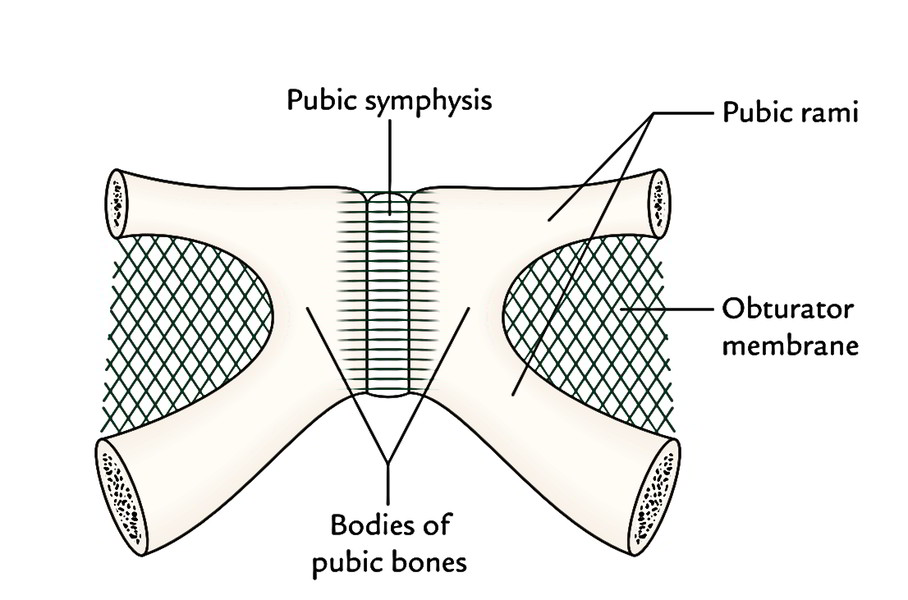 Pubic symphysis
Pubic rami
Obturator
membrane
Bodies of
pubic bones